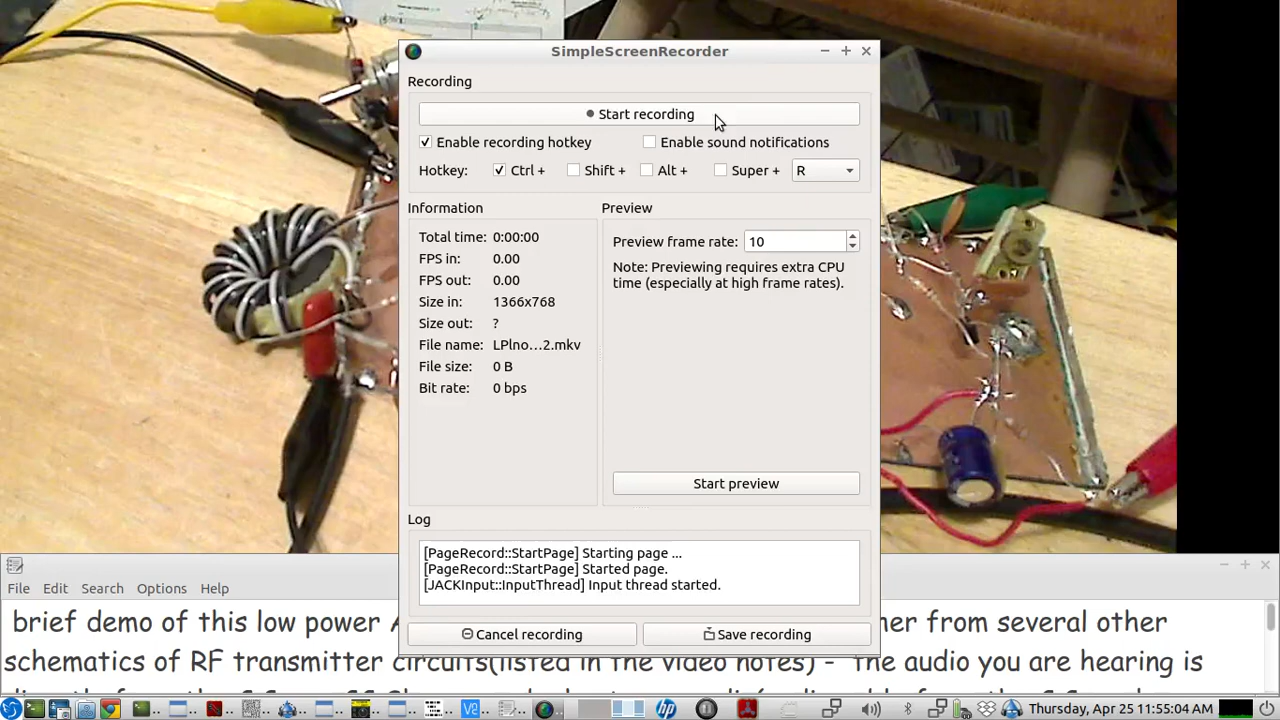 SimpleScreenRecorder
Recording
Start recording
Enable recording hotkey Enable sound notifications
Hotkey: Ctrl + Shift + Alt + Super + R
Information
Total time: 0:00:00
FPS in: 0.00
FPS out: 0.00
Size in: 1366x768
Size out: ?
File name: LPlno...2.mkv
File size: 0 B
Bit rate: 0 bps
Preview
Preview frame rate: 10
Note: Previewing requires extra CPU
time (especially at high frame rates).
Start preview
Log
[PageRecord::StartPage] Starting page ...
[PageRecord::StartPage] Started page.
[JACKInput::InputThread] Input thread started.
Cancel recording Save recording
File Edit Search Options Help
brief demo of this low power A her from several other
schematics of RF transmitter circuits(listed in the video notes) - the audio you are hearing is
Thursday, Apr 25 11:55:04 AM